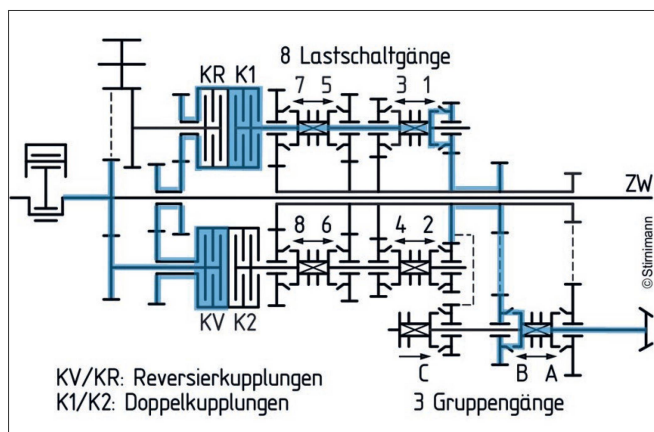 8 Lastschaltgänge
KR K1
7 5
3 1
ZW
8 6
4 2
KV K2
C
B A
KV/KR: Reversierkupplungen
K1/K2: Doppelkupplungen
3 Gruppengänge
©Stirnimann